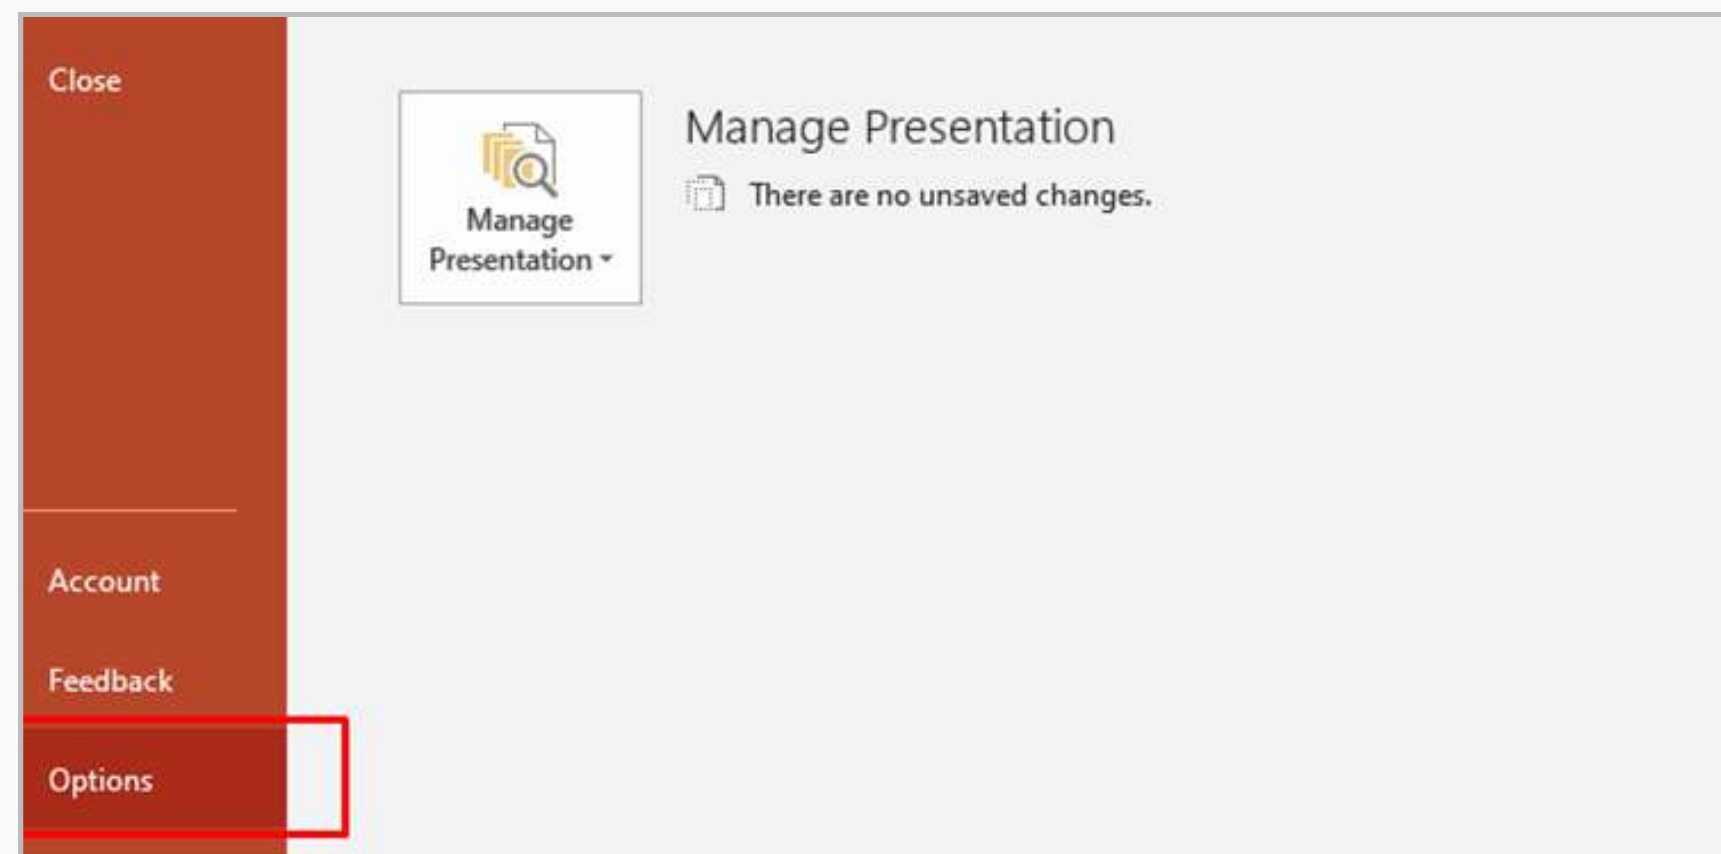 Close
Manage
Presentation
Manage Presentation
There are no unsaved changes.
Account
Feedback
Options